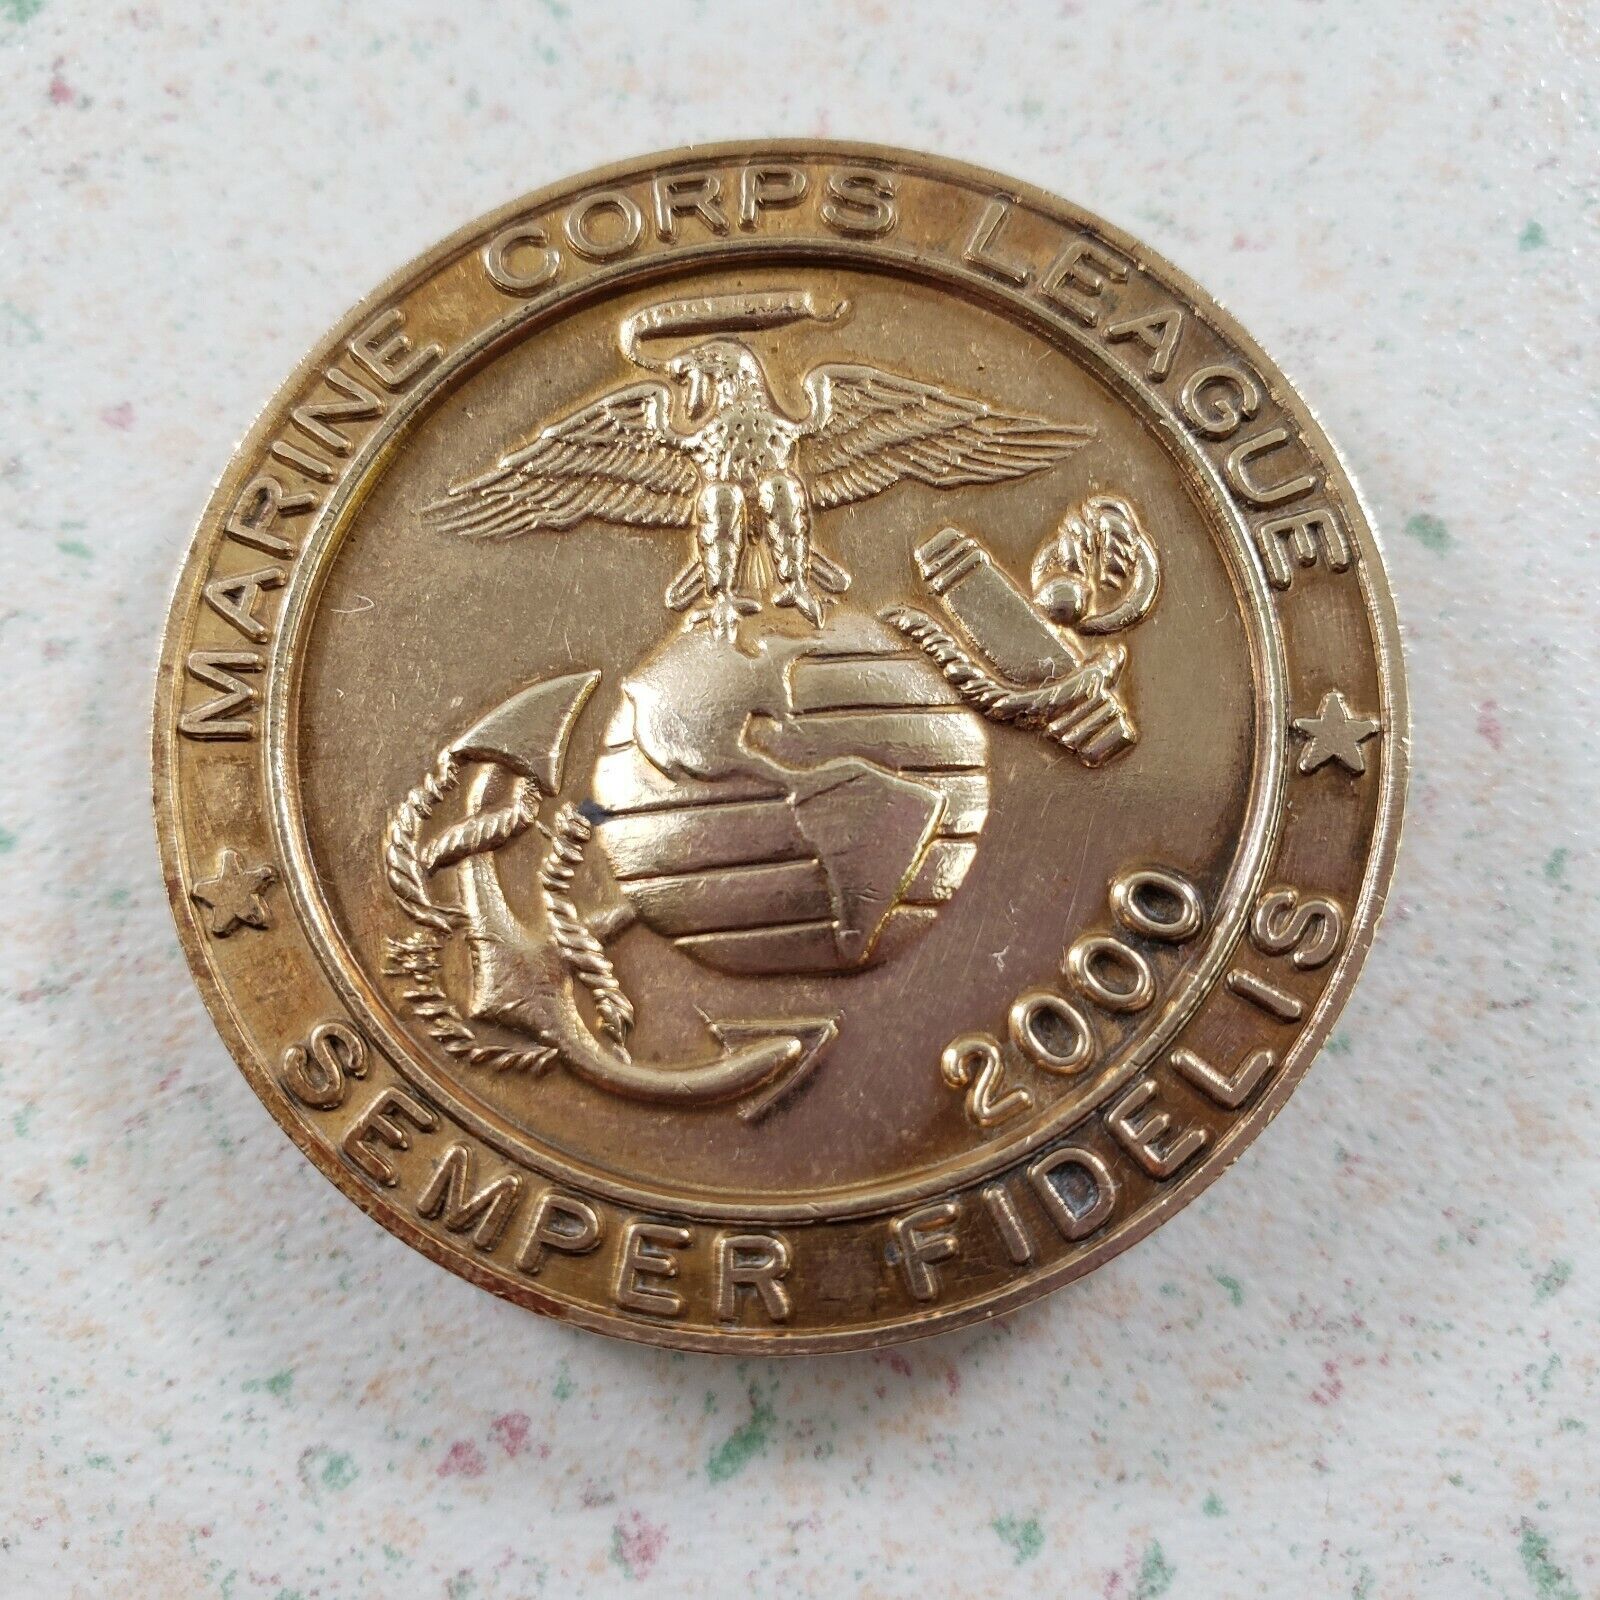 MARINE CORPS LEAGUE
2000
SEMPER FIDELIS